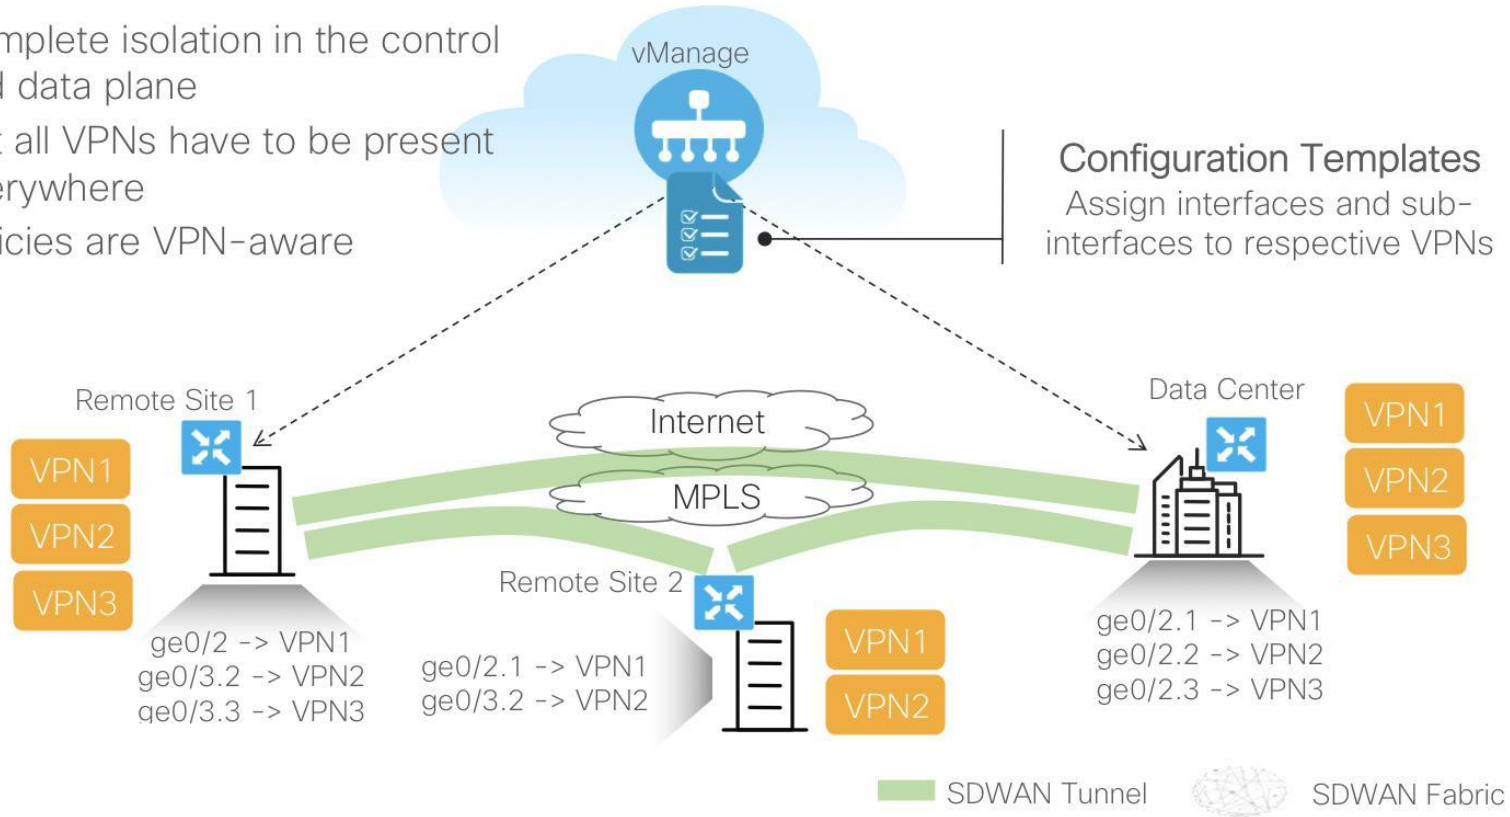 mplete isolation in the control
d data plane
t all VPNs have to be present
erywhere
icies are VPN-aware
vManage
Configuration Templates
Assign interfaces and sub-
interfaces to respective VPNs
Remote Site 1
VPN1
VPN2
VPN3
ge0/2 -> VPN1
ge0/3.2 -> VPN2
ge0/3.3 -> VPN3
Internet
MPLS
Remote Site 2
ge0/2.1 -> VPN1
ge0/3.2 -> VPN2
VPN1
VPN2
Data Center
VPN1
VPN2
VPN3
ge0/2.1 -> VPN1
ge0/2.2 -> VPN2
ge0/2.3 -> VPN3
SDWAN Tunnel
SDWAN Fabric